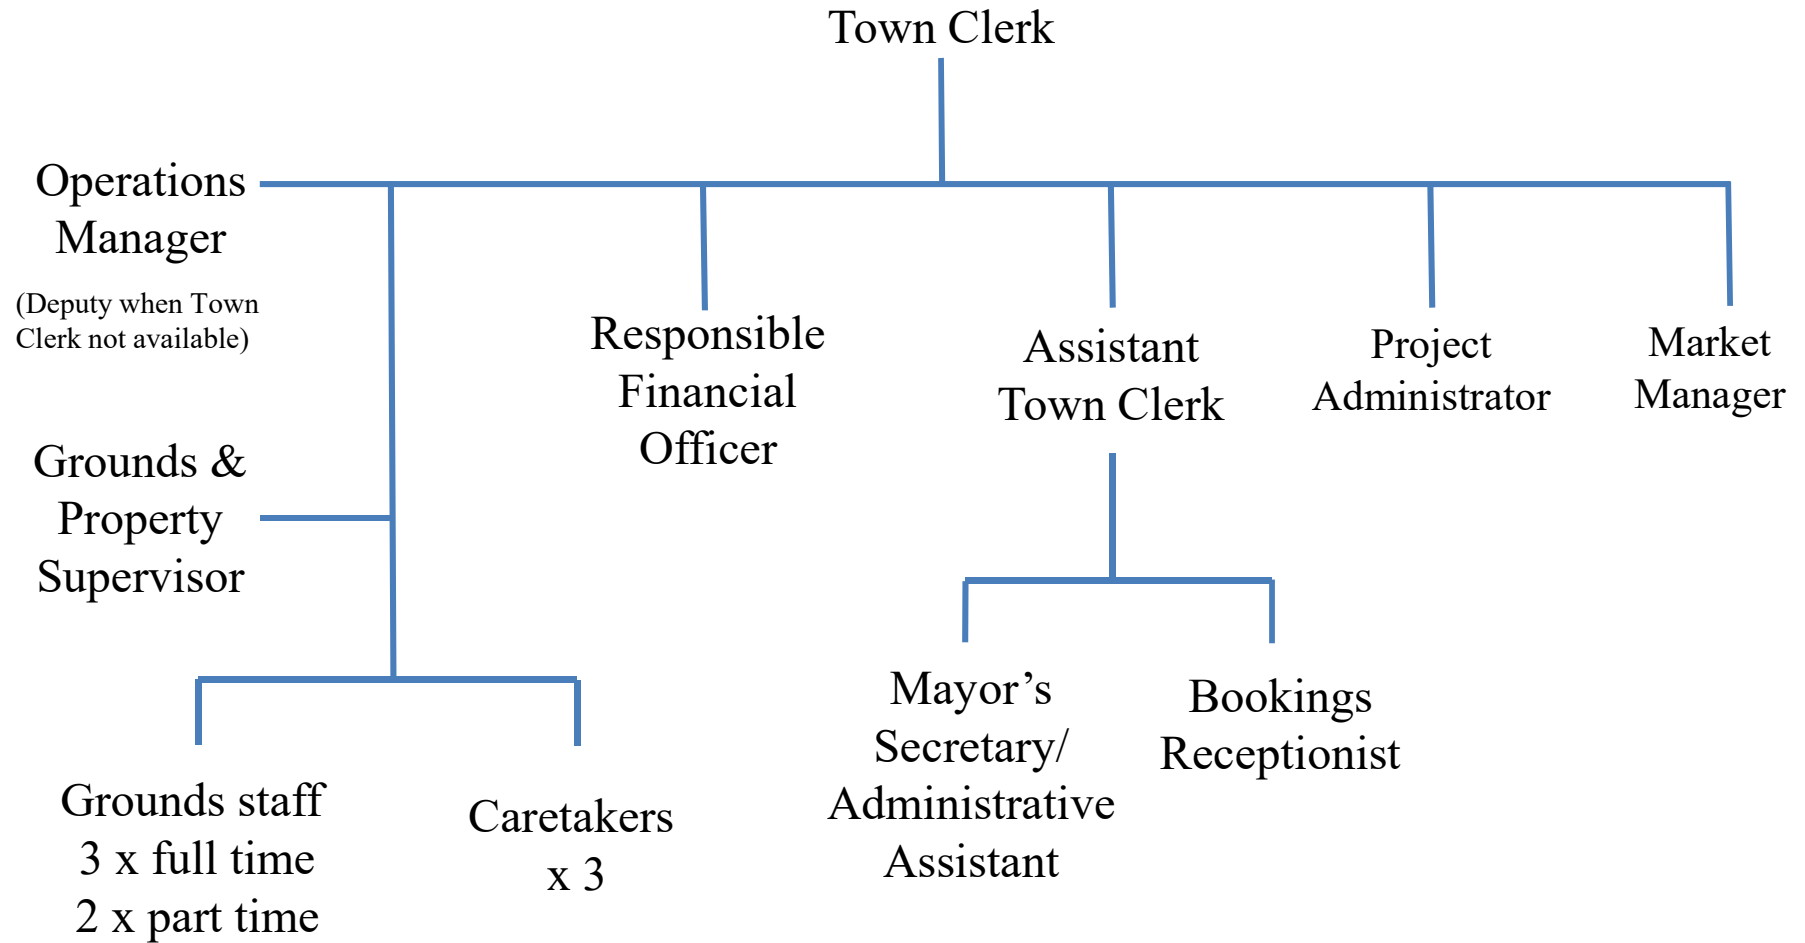 Town Clerk
Operations
Manager
(Deputy when Town
Clerk not available)
Responsible
Financial
Officer
Assistant
Town Clerk
Project
Administrator
Market
Manager
Grounds &
Property
Supervisor
Mayor’s
Secretary/
Administrative
Assistant
Bookings
Receptionist
Grounds staff
3 x full time
2 x part time
Caretakers
x 3